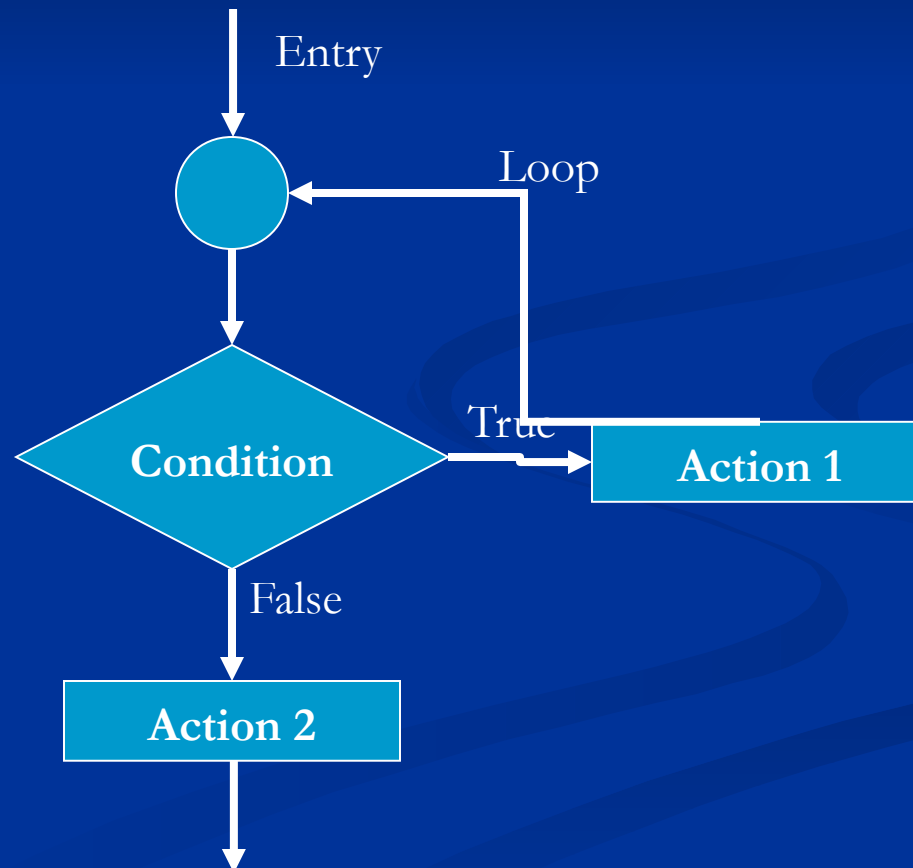 Entry
Loop
True
Condition
Action 1
False
Action 2